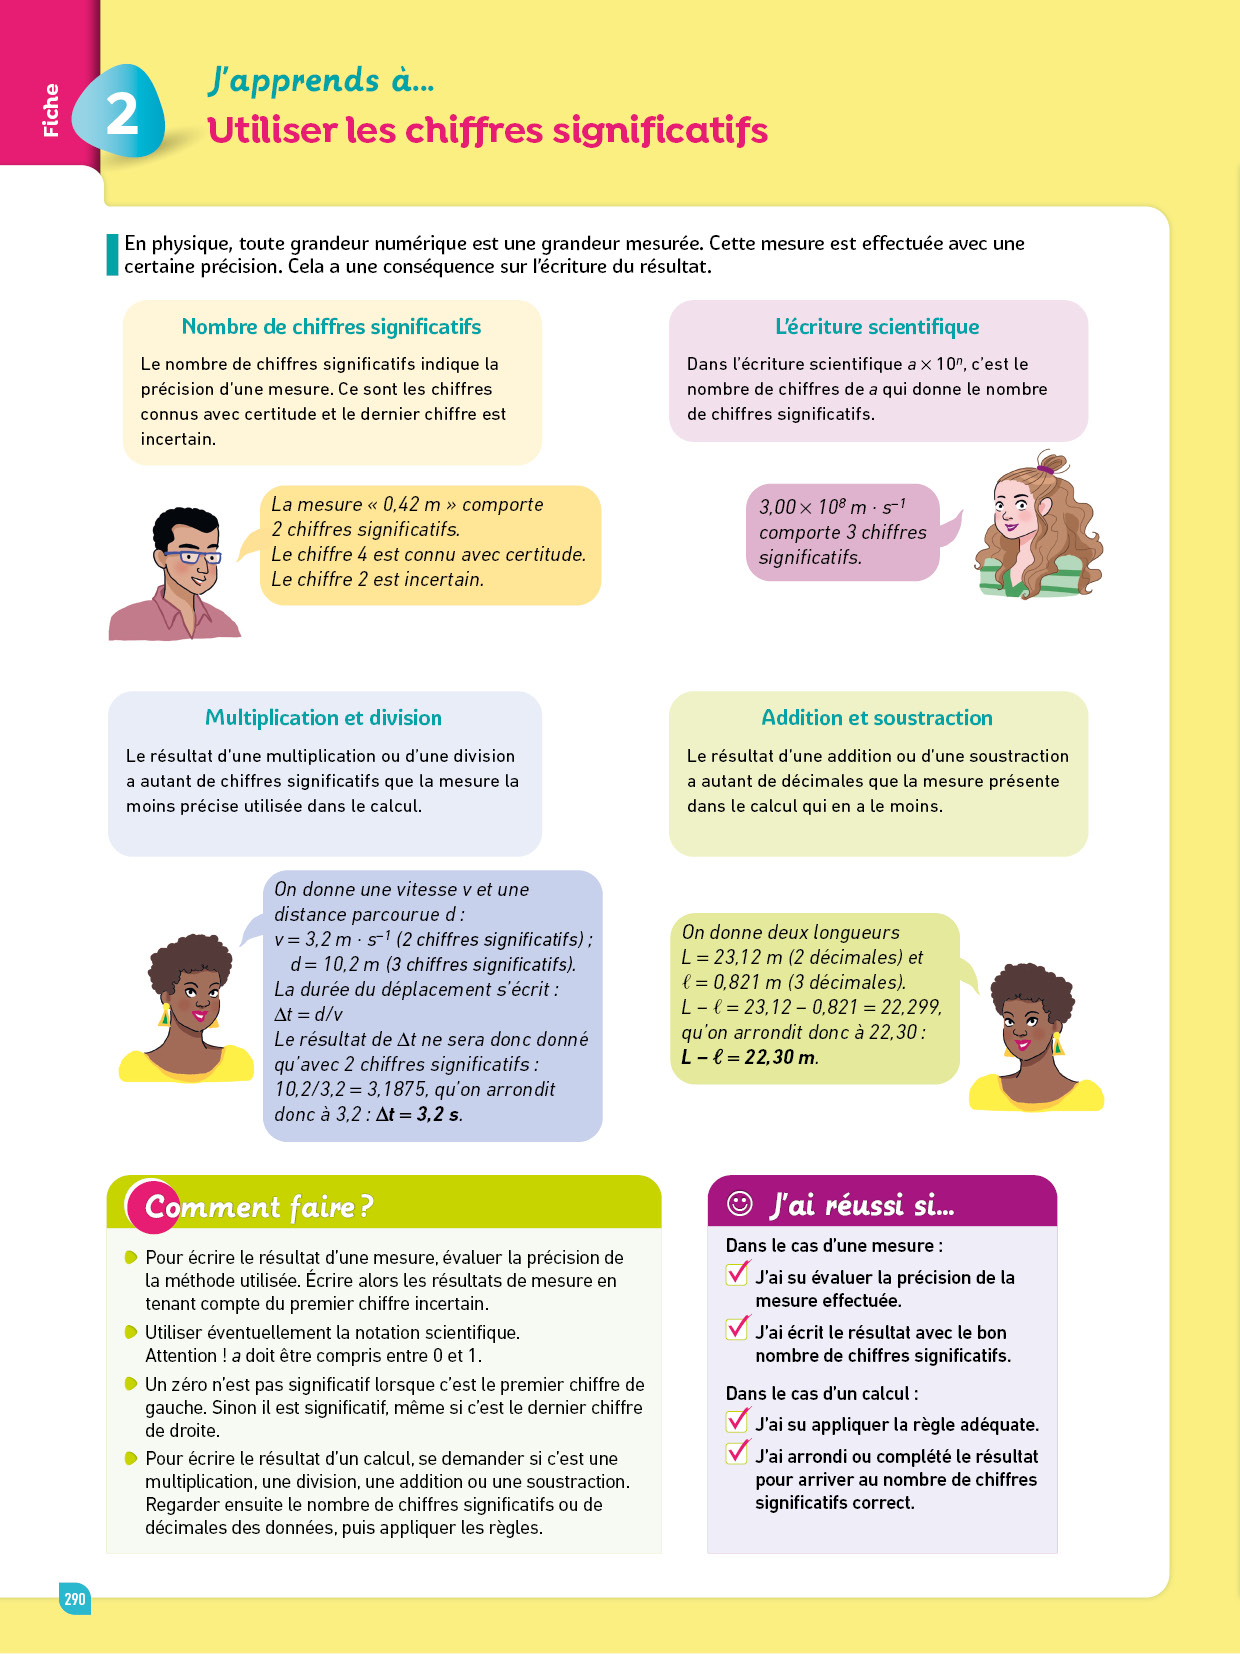 Fiche
2
J'apprends à...
Utiliser les chiffres significatifs
En physique, toute grandeur numérique est une grandeur mesurée. Cette mesure est effectuée avec une
certaine précision. Cela a une conséquence sur l'écriture du résultat.
Nombre de chiffres significatifs
Le nombre de chiffres significatifs indique la
précision d'une mesure. Ce sont les chiffres
connus avec certitude et le dernier chiffre est
incertain.
La mesure « 0,42 m » comporte
2 chiffres significatifs.
Le chiffre 4 est connu avec certitude.
Le chiffre 2 est incertain.
L'écriture scientifique
Dans l'écriture scientifique a × 10ⁿ, c'est le
nombre de chiffres de a qui donne le nombre
de chiffres significatifs.
3,00 × 10⁸ m · s⁻¹
comporte 3 chiffres
significatifs.
Multiplication et division
Le résultat d'une multiplication ou d'une division
a autant de chiffres significatifs que la mesure la
moins précise utilisée dans le calcul.
On donne une vitesse v et une
distance parcourue d :
v = 3,2 m · s⁻¹ (2 chiffres significatifs) ;
d = 10,2 m (3 chiffres significatifs).
La durée du déplacement s'écrit :
Δt = d/v
Le résultat de Δt ne sera donc donné
qu'avec 2 chiffres significatifs :
10,2/3,2 = 3,1875, qu'on arrondit
donc à 3,2 : Δt = 3,2 s.
Addition et soustraction
Le résultat d'une addition ou d'une soustraction
a autant de décimales que la mesure présente
dans le calcul qui en a le moins.
On donne deux longueurs
L = 23,12 m (2 décimales) et
ℓ = 0,821 m (3 décimales).
L – ℓ = 23,12 – 0,821 = 22,299,
qu'on arrondit donc à 22,30 :
L – ℓ = 22,30 m.
Comment faire ?
Pour écrire le résultat d'une mesure, évaluer la précision de
la méthode utilisée. Écrire alors les résultats de mesure en
tenant compte du premier chiffre incertain.
Utiliser éventuellement la notation scientifique.
Attention ! a doit être compris entre 0 et 1.
Un zéro n'est pas significatif lorsque c'est le premier chiffre de
gauche. Sinon il est significatif, même si c'est le dernier chiffre
de droite.
Pour écrire le résultat d'un calcul, se demander si c'est une
multiplication, une division, une addition ou une soustraction.
Regarder ensuite le nombre de chiffres significatifs ou de
décimales des données, puis appliquer les règles.
J'ai réussi si...
Dans le cas d'une mesure :
J'ai su évaluer la précision de la
mesure effectuée.
J'ai écrit le résultat avec le bon
nombre de chiffres significatifs.
Dans le cas d'un calcul :
J'ai su appliquer la règle adéquate.
J'ai arrondi ou complété le résultat
pour arriver au nombre de chiffres
significatifs correct.
290